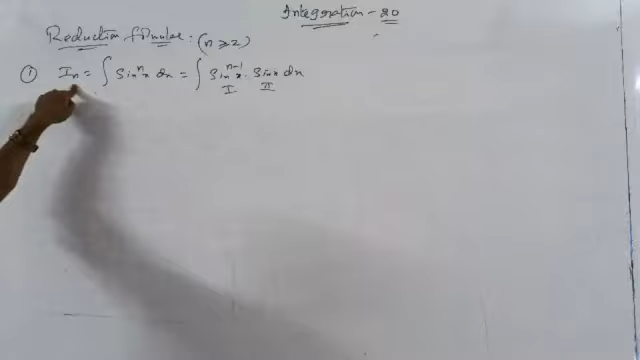 Integration - 20
Reduction formulae: (n ≥ 2)
① Iₙ = ∫ Sinⁿx dx = ∫ Sinⁿ⁻¹x · Sinx dx
I II